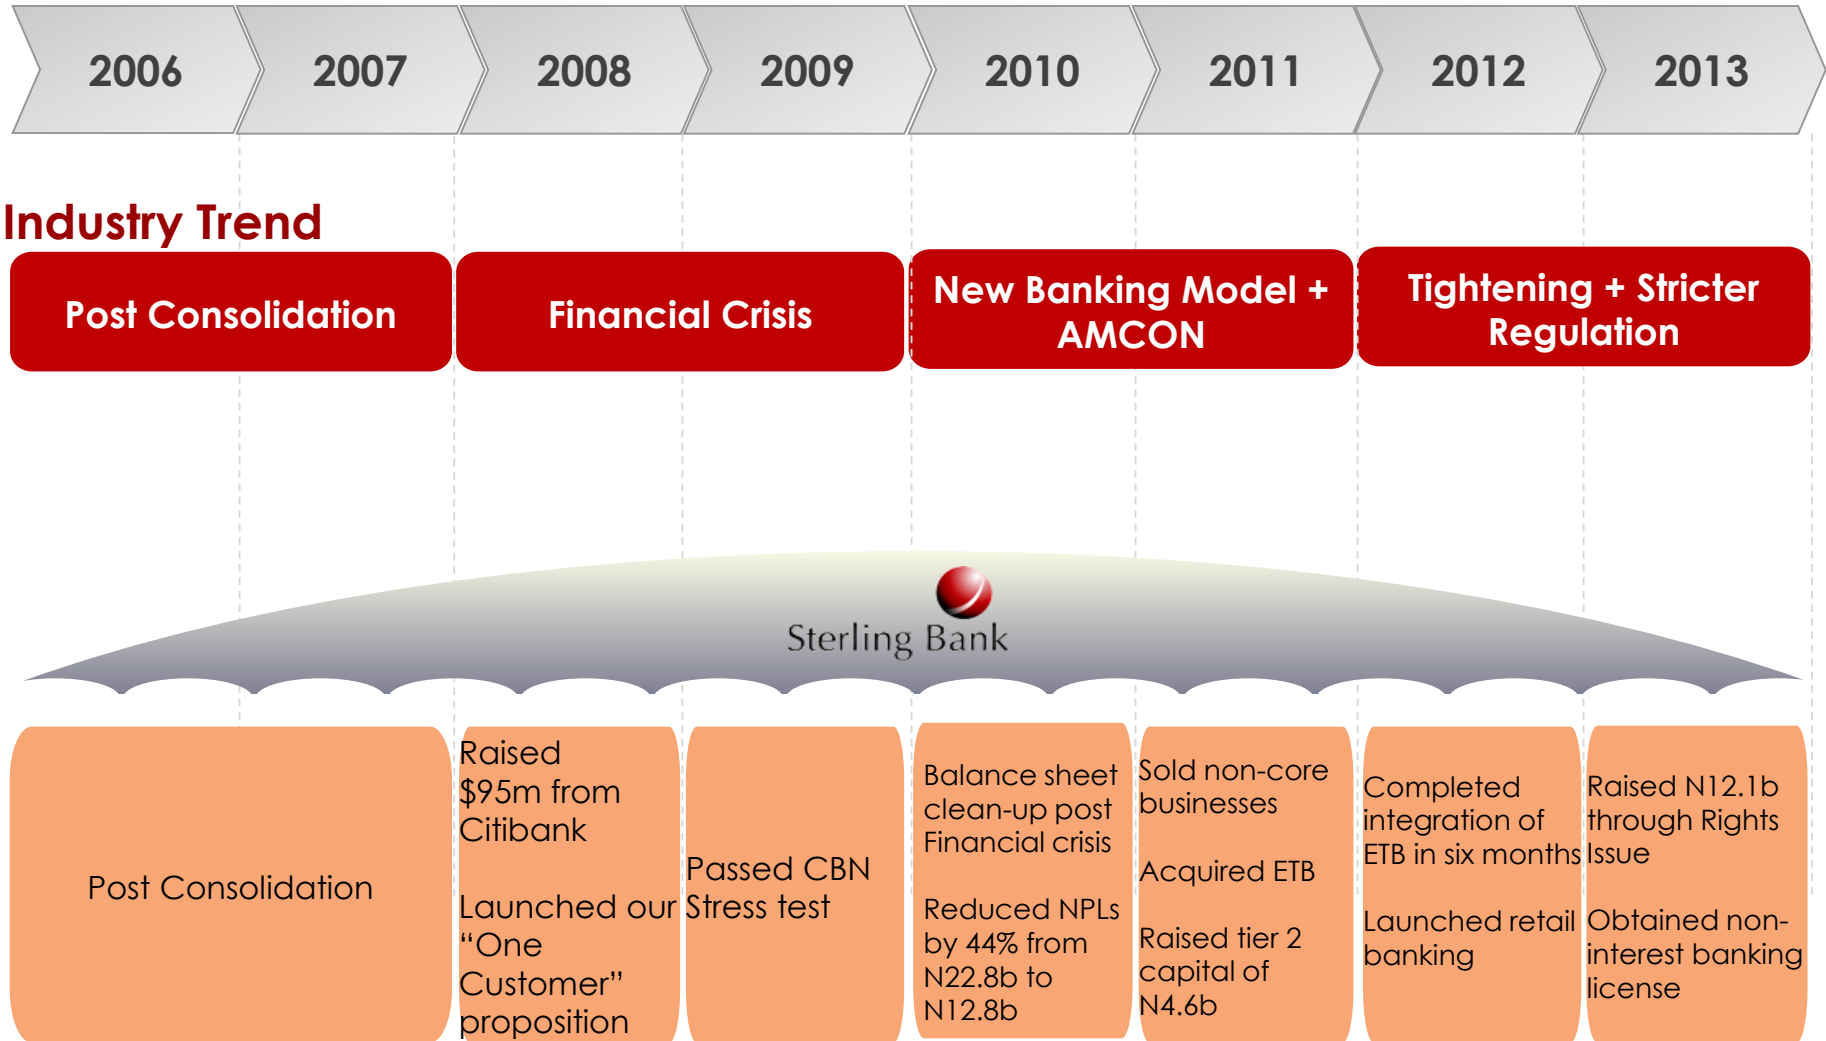 2006
2007
2008
2009
2010
2011
2012
2013
Industry Trend
Post Consolidation
Financial Crisis
New Banking Model +
AMCON
Tightening + Stricter
Regulation
Sterling Bank
Post Consolidation
Raised
$95m from
Citibank
Launched our
“One
Customer”
proposition
Passed CBN
Stress test
Balance sheet
clean-up post
Financial crisis
Reduced NPLs
by 44% from
N22.8b to
N12.8b
Sold non-core
businesses
Acquired ETB
Raised tier 2
capital of
N4.6b
Completed
integration of
ETB in six months
Launched retail
banking
Raised N12.1b
through Rights
Issue
Obtained non-
interest banking
license